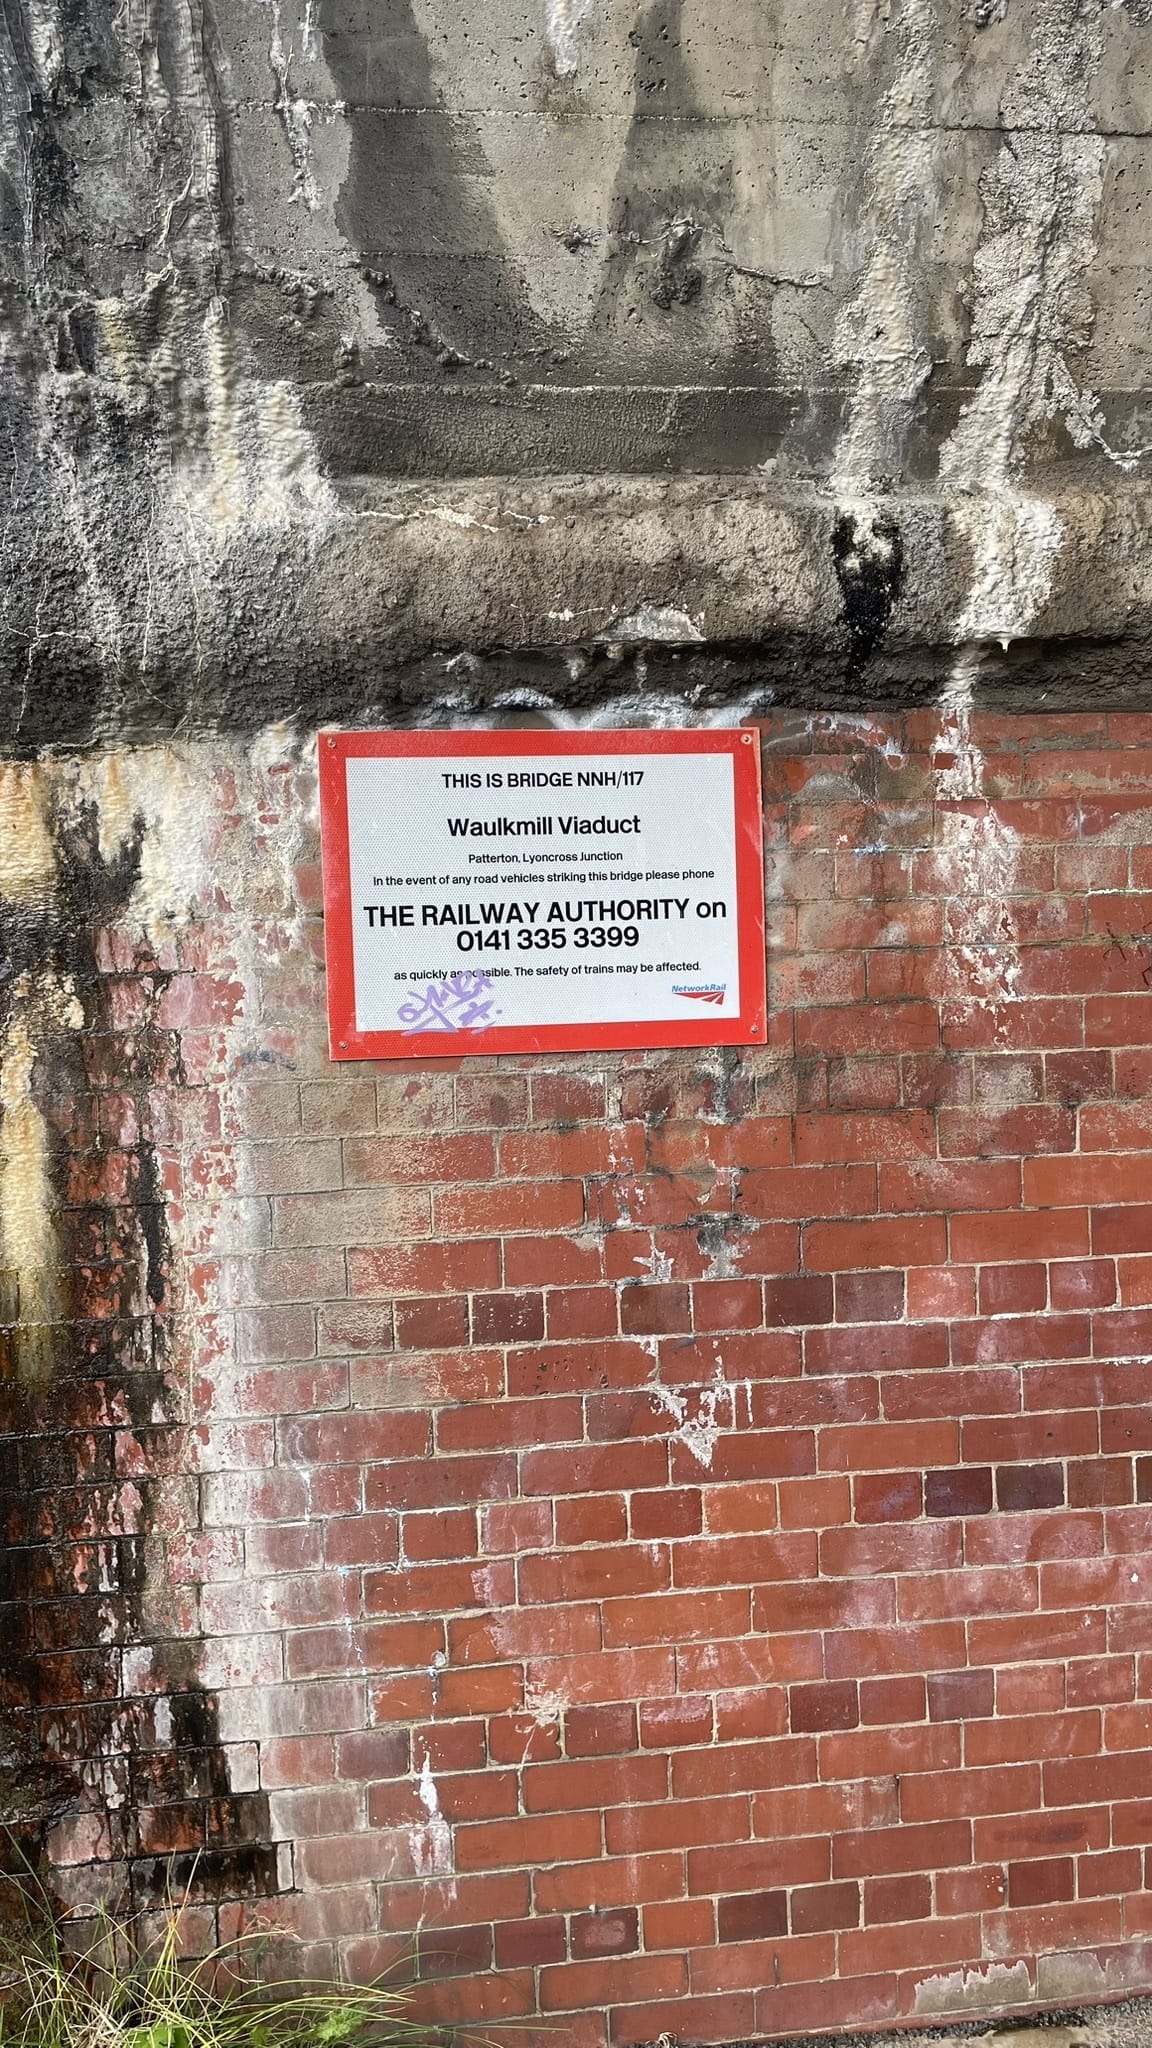 THIS IS BRIDGE NNH/117
Waulkmill Viaduct
Patterton, Lyoncross Junction
In the event of any road vehicles striking this bridge please phone
THE RAILWAY AUTHORITY on
0141 335 3399
as quickly as possible. The safety of trains may be affected.
NetworkRail